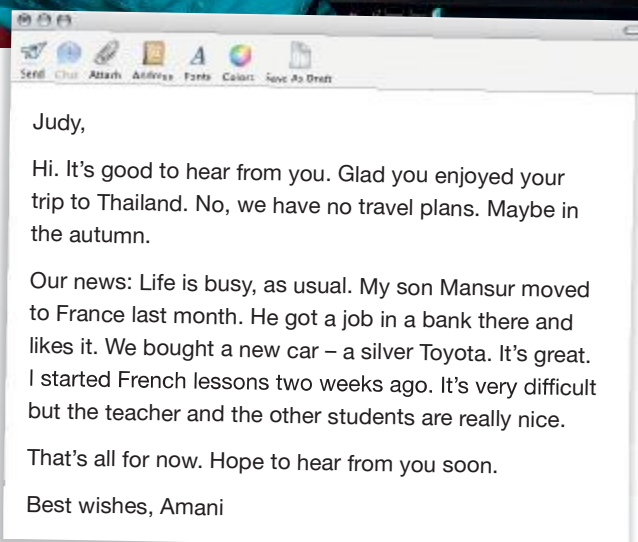 Send Chat Attach Address Fonts Colors Save As Draft
Judy,
Hi. It's good to hear from you. Glad you enjoyed your
trip to Thailand. No, we have no travel plans. Maybe in
the autumn.
Our news: Life is busy, as usual. My son Mansur moved
to France last month. He got a job in a bank there and
likes it. We bought a new car – a silver Toyota. It's great.
I started French lessons two weeks ago. It's very difficult
but the teacher and the other students are really nice.
That's all for now. Hope to hear from you soon.
Best wishes, Amani